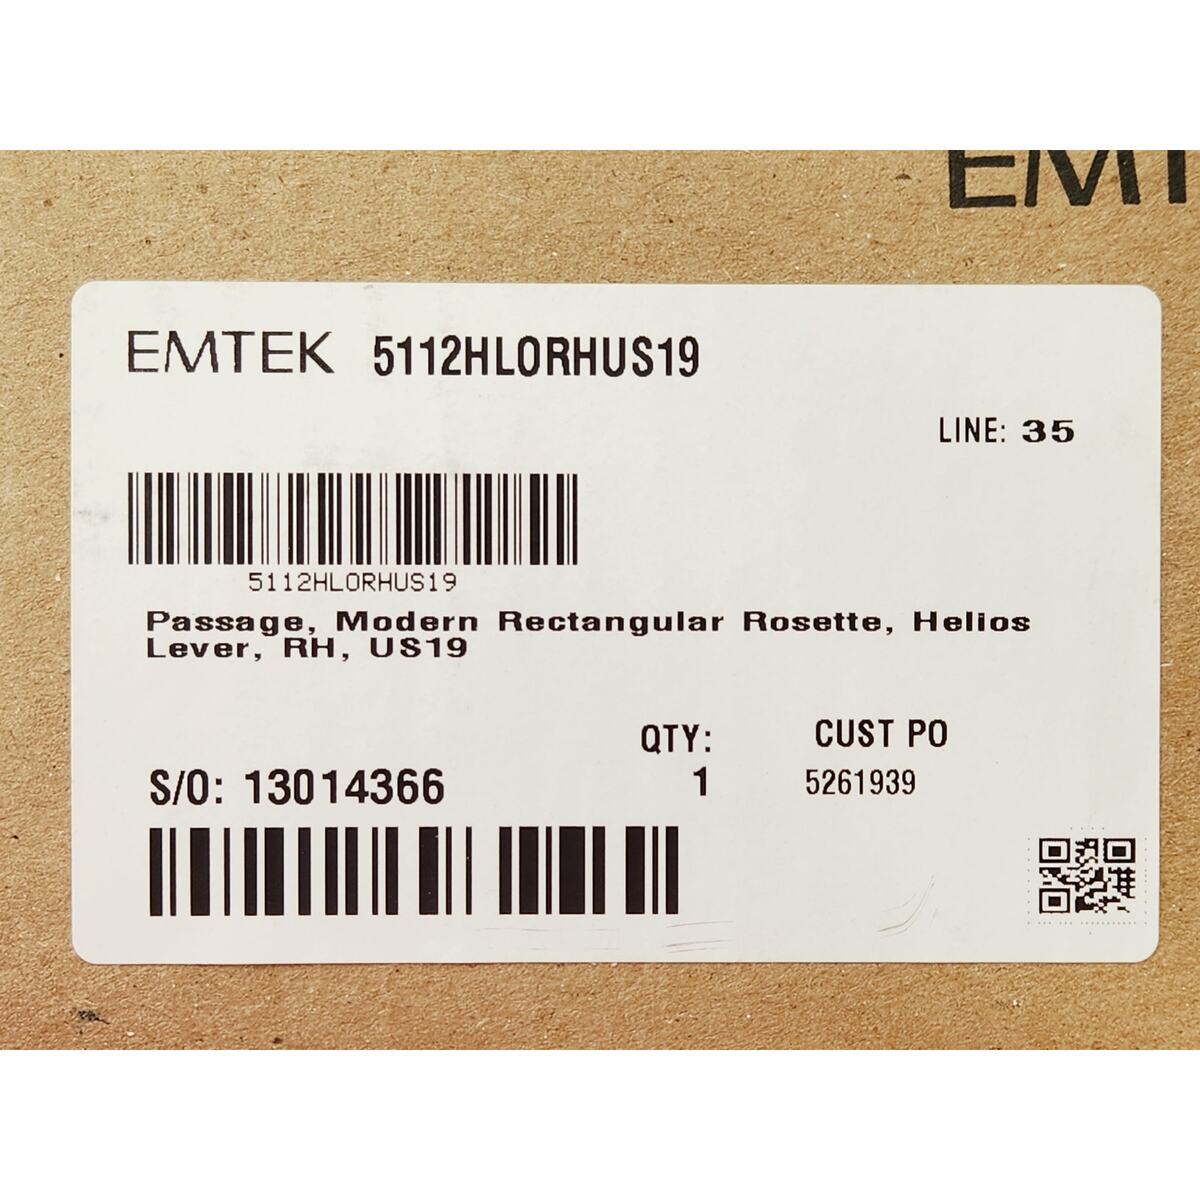 EMT
EMTEK 5112HLORHUS19
LINE: 35
5112HLORHUS19
Passage, Modern Rectangular Rosette, Helios
Lever, RH, US19
QTY: CUST PO
S/O: 13014366 1 5261939